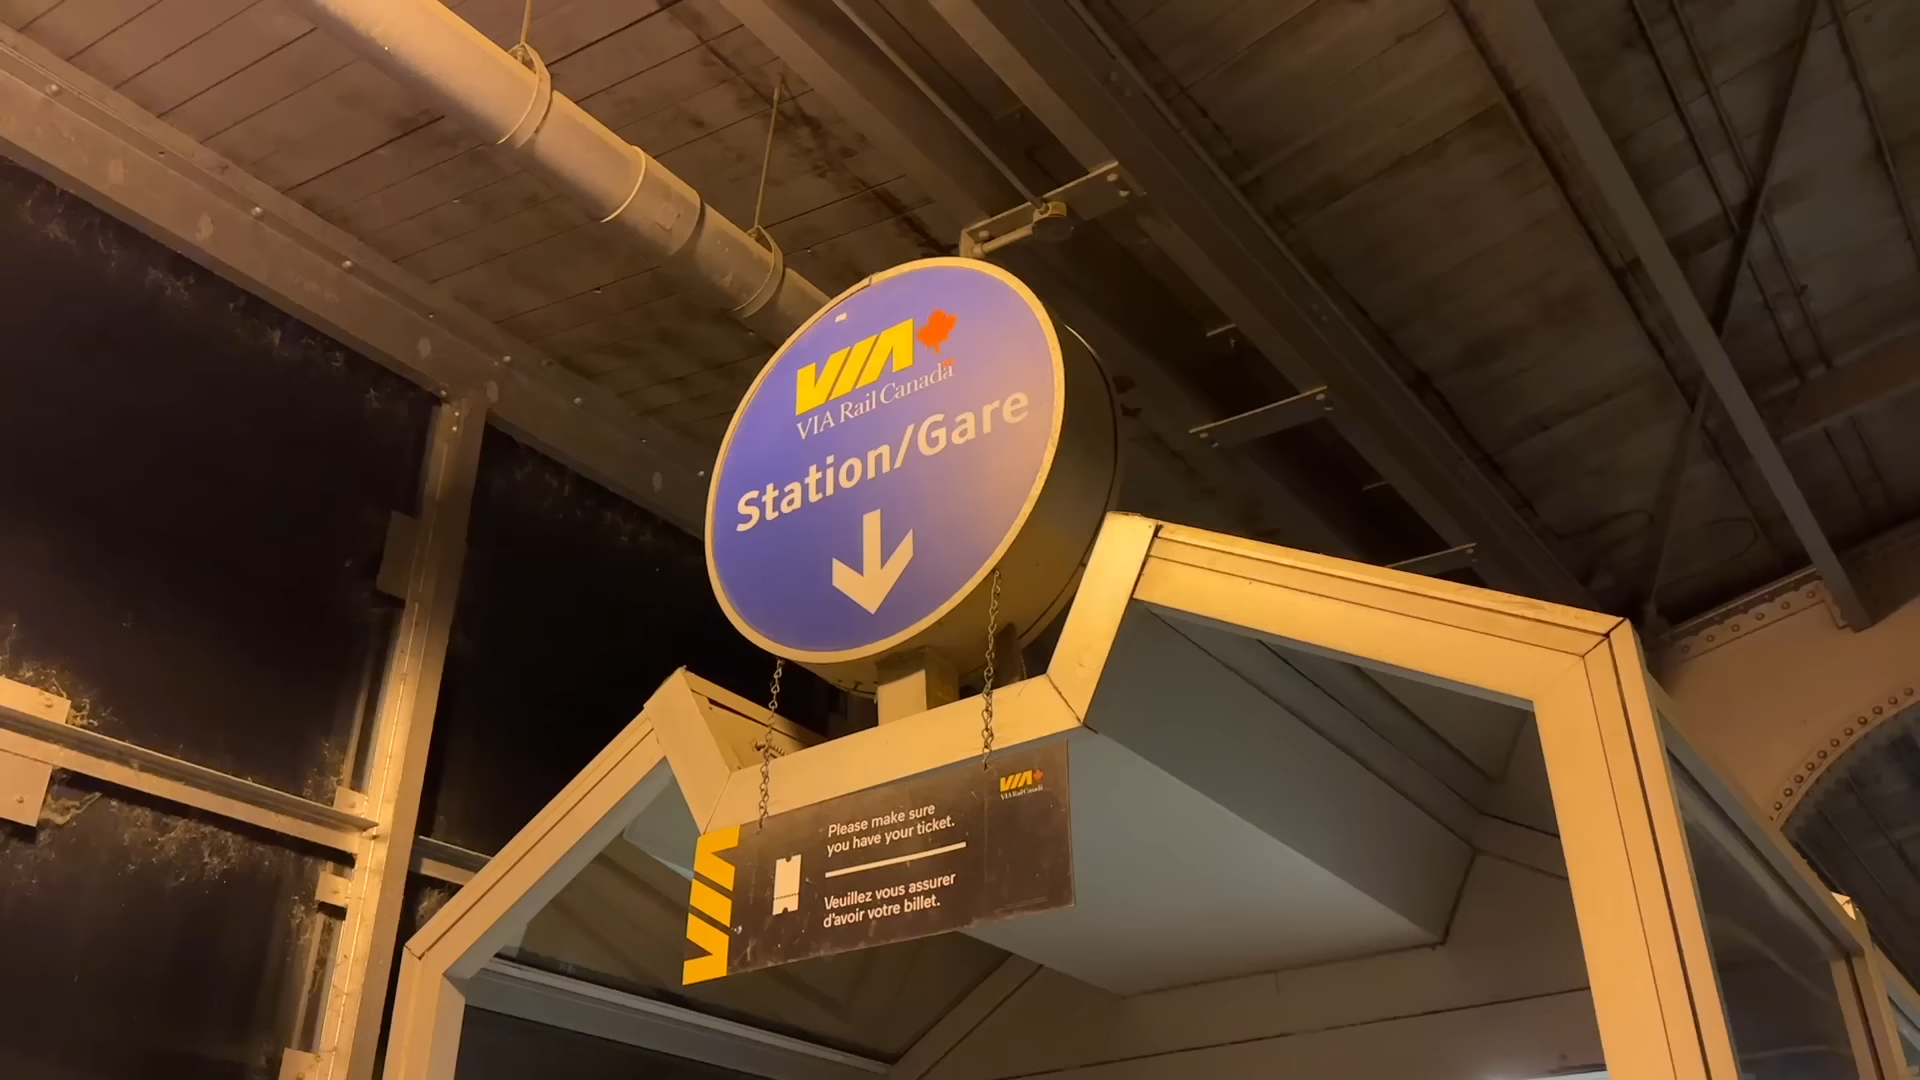 VIA
VIA Rail Canada
Station/Gare
VIA
VIA
VIA Rail Canada
Please make sure
you have your ticket.
Veuillez vous assurer
d'avoir votre billet.